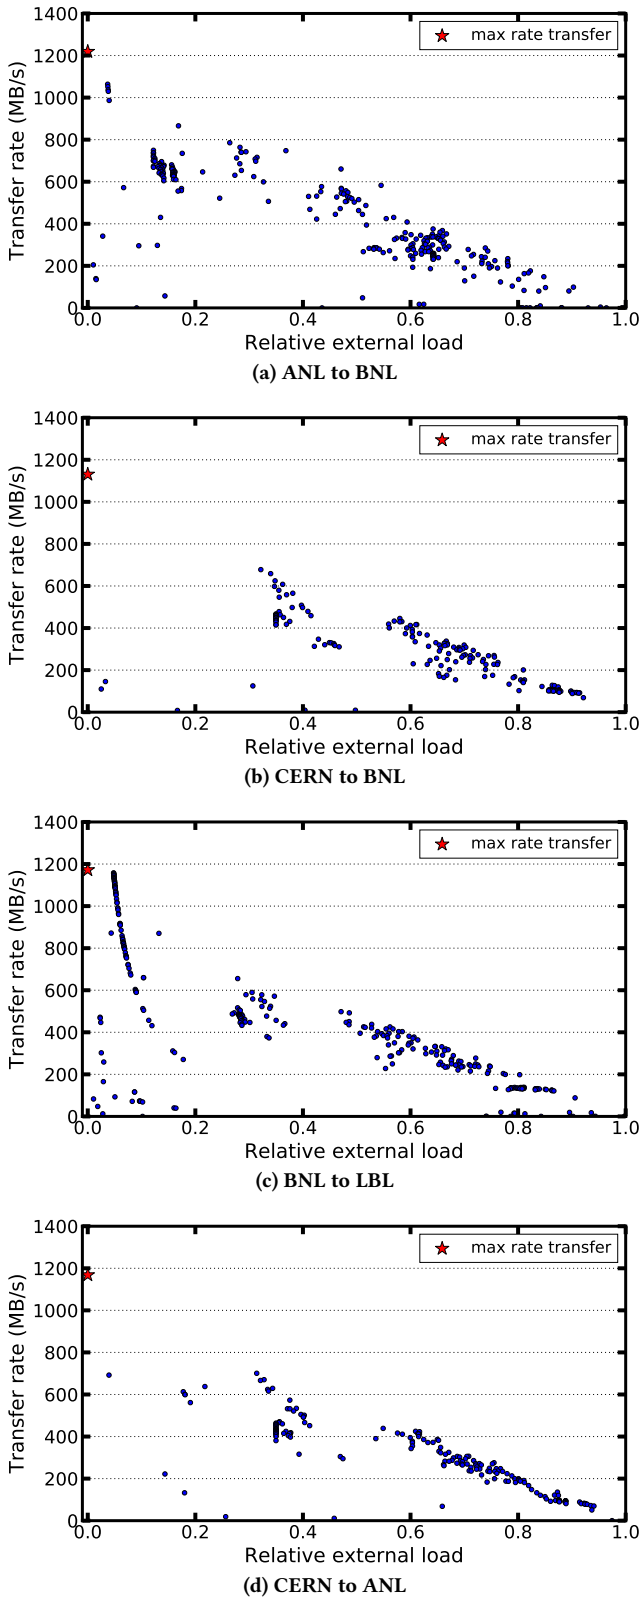 1400
1200
1000
800
600
400
200
0
Transfer rate (MB/s)
max rate transfer
0.0 0.2 0.4 0.6 0.8 1.0
Relative external load
(a) ANL to BNL
1400
1200
1000
800
600
400
200
0
Transfer rate (MB/s)
max rate transfer
0.0 0.2 0.4 0.6 0.8 1.0
Relative external load
(b) CERN to BNL
1400
1200
1000
800
600
400
200
0
Transfer rate (MB/s)
max rate transfer
0.0 0.2 0.4 0.6 0.8 1.0
Relative external load
(c) BNL to LBL
1400
1200
1000
800
600
400
200
0
Transfer rate (MB/s)
max rate transfer
0.0 0.2 0.4 0.6 0.8 1.0
Relative external load
(d) CERN to ANL